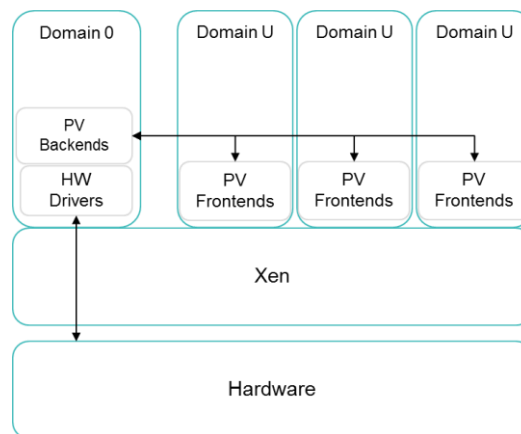 Domain 0
Domain U
Domain U
Domain U
PV
Backends
HW
Drivers
PV
Frontends
PV
Frontends
PV
Frontends
Xen
Hardware